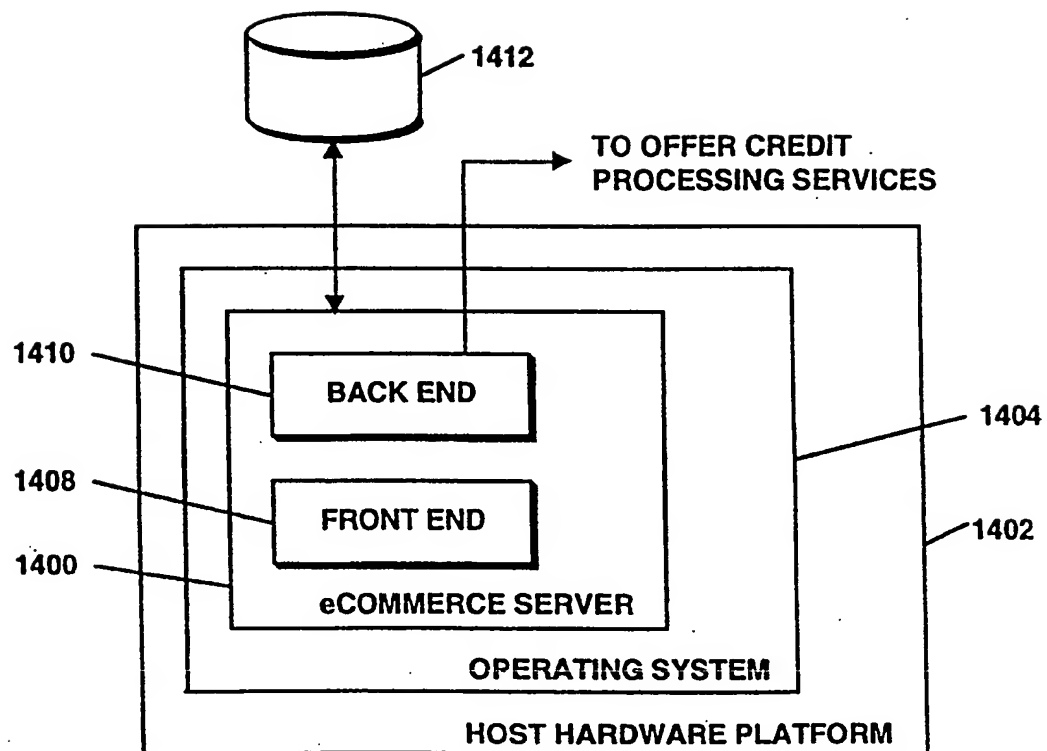 1412
TO OFFER CREDIT
PROCESSING SERVICES
1410
BACK END
1404
1408
FRONT END
1402
1400
eCOMMERCE SERVER
OPERATING SYSTEM
HOST HARDWARE PLATFORM